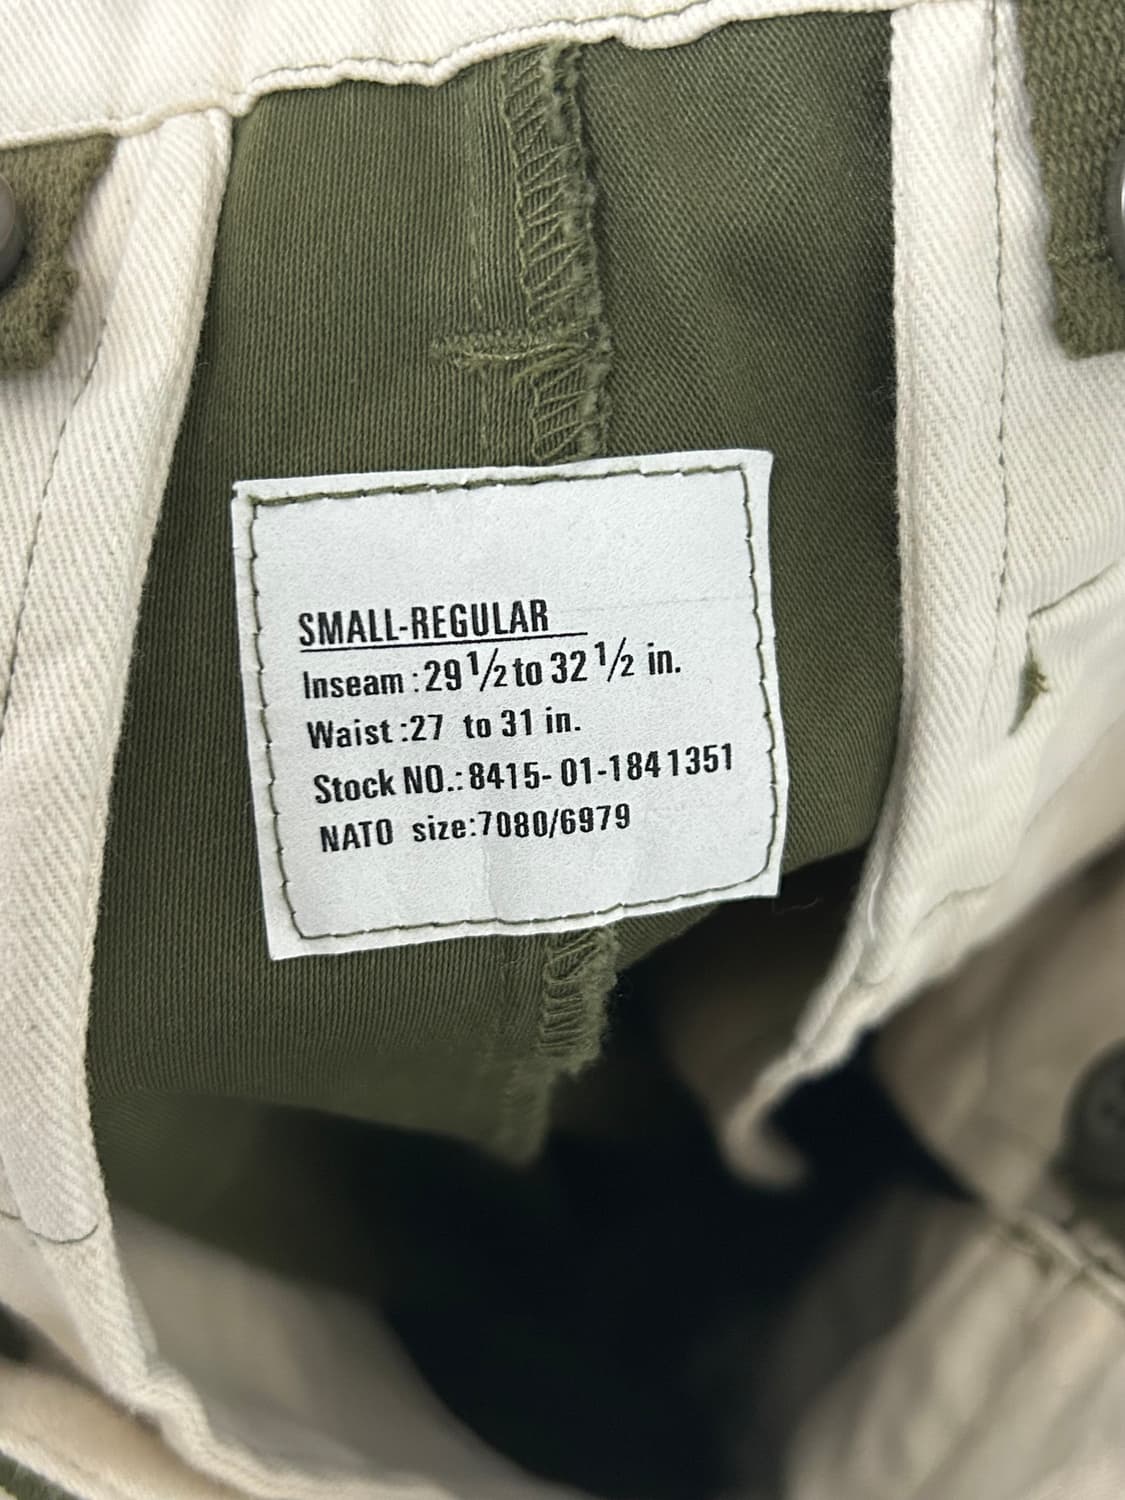 SMALL-REGULAR
Inseam :29 1/2 to 32 1/2 in.
Waist :27 to 31 in.
Stock NO.: 8415- 01-184 1351
NATO size:7080/6979